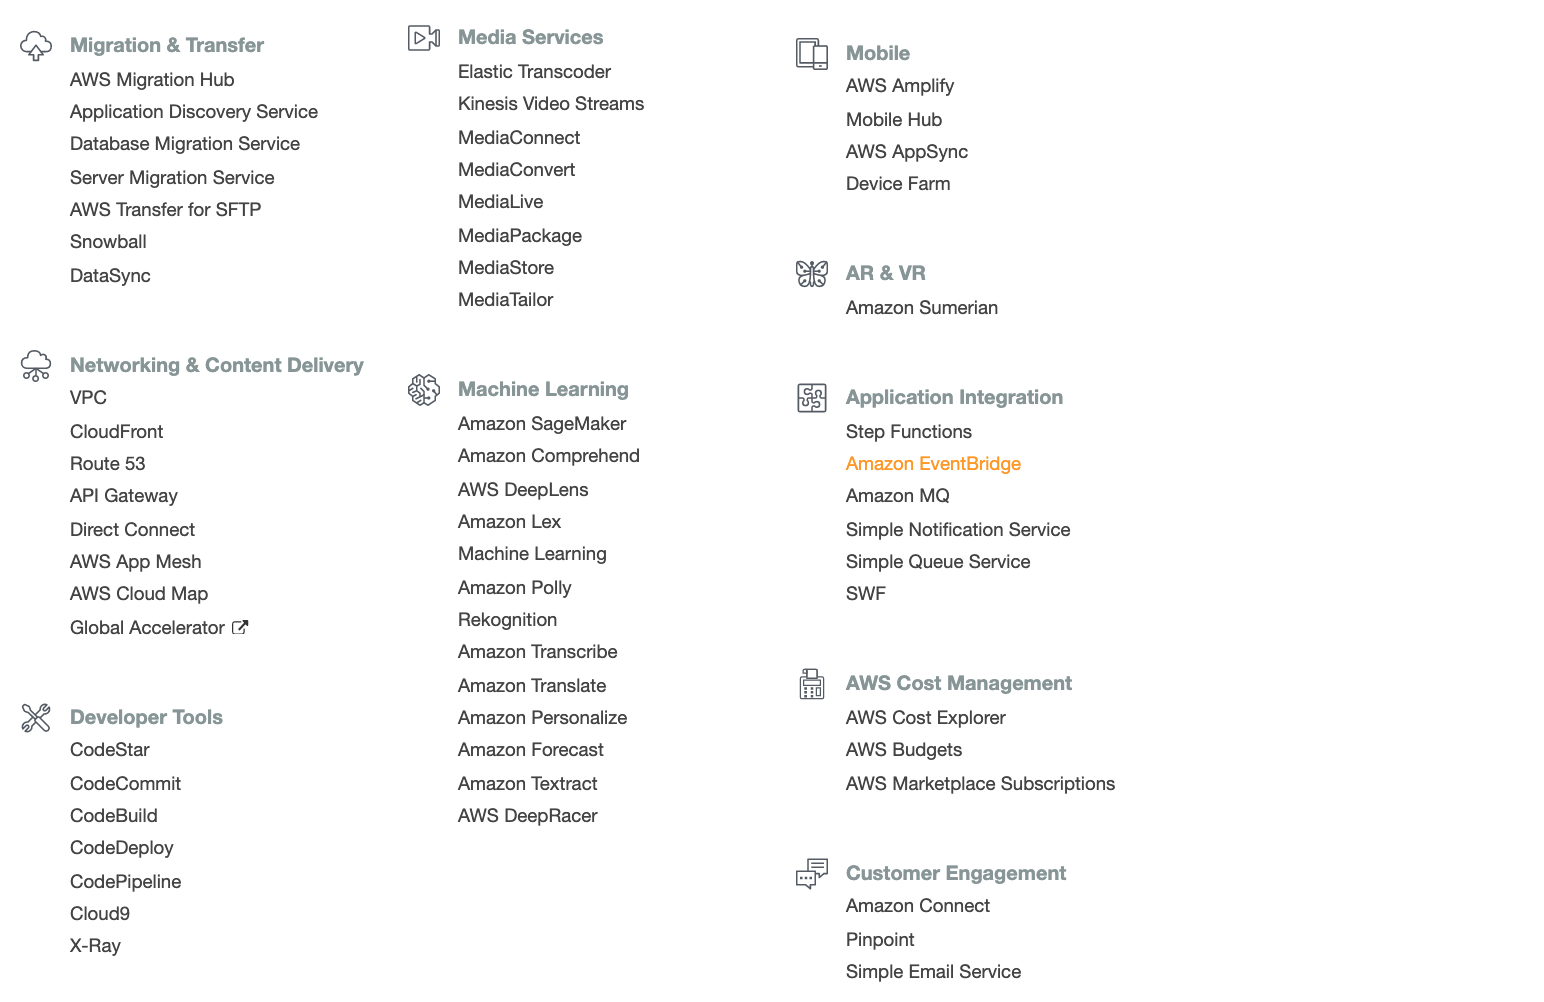 Migration & Transfer
AWS Migration Hub
Application Discovery Service
Database Migration Service
Server Migration Service
AWS Transfer for SFTP
Snowball
DataSync
Networking & Content Delivery
VPC
CloudFront
Route 53
API Gateway
Direct Connect
AWS App Mesh
AWS Cloud Map
Global Accelerator
Developer Tools
CodeStar
CodeCommit
CodeBuild
CodeDeploy
CodePipeline
Cloud9
X-Ray
Media Services
Elastic Transcoder
Kinesis Video Streams
MediaConnect
MediaConvert
MediaLive
MediaPackage
MediaStore
MediaTailor
Machine Learning
Amazon SageMaker
Amazon Comprehend
AWS DeepLens
Amazon Lex
Machine Learning
Amazon Polly
Rekognition
Amazon Transcribe
Amazon Translate
Amazon Personalize
Amazon Forecast
Amazon Textract
AWS DeepRacer
Mobile
AWS Amplify
Mobile Hub
AWS AppSync
Device Farm
AR & VR
Amazon Sumerian
Application Integration
Step Functions
Amazon EventBridge
Amazon MQ
Simple Notification Service
Simple Queue Service
SWF
AWS Cost Management
AWS Cost Explorer
AWS Budgets
AWS Marketplace Subscriptions
Customer Engagement
Amazon Connect
Pinpoint
Simple Email Service